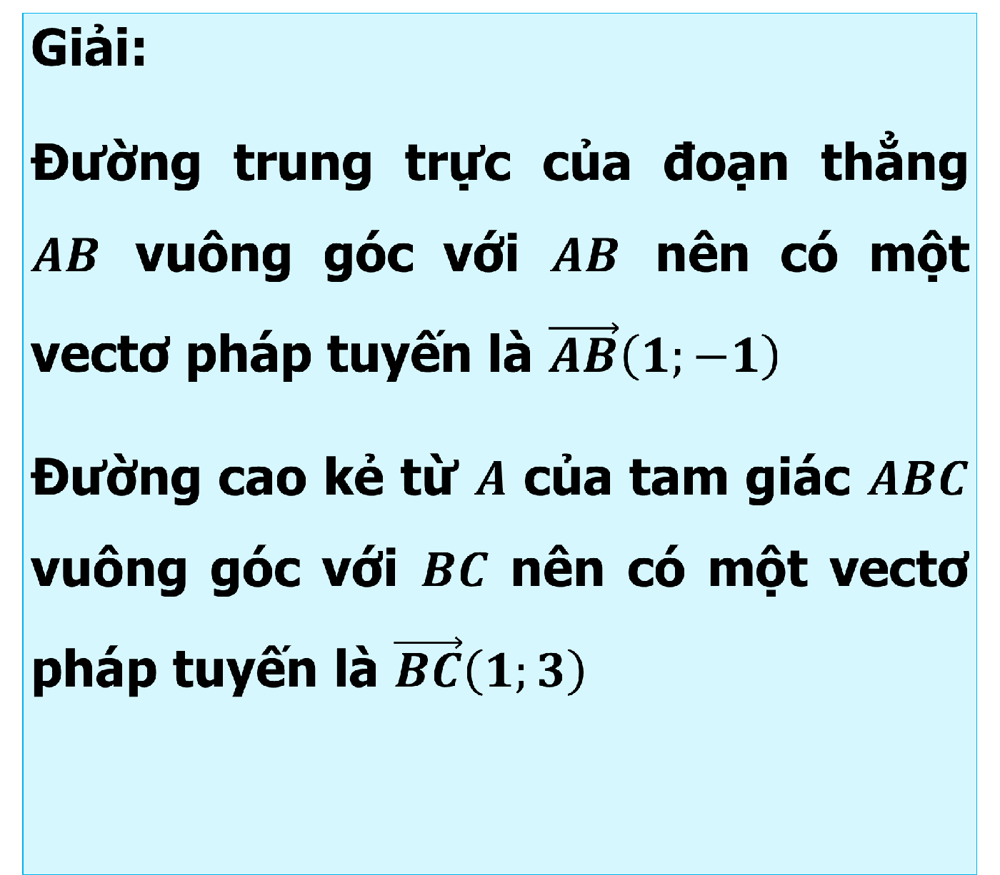 Giải:
Đường trung trực của đoạn thẳng
AB vuông góc với AB nên có một
vectơ pháp tuyến là $\overrightarrow{AB}(1;-1)$
Đường cao kẻ từ A của tam giác ABC
vuông góc với BC nên có một vectơ
pháp tuyến là $\overrightarrow{BC}(1;3)$